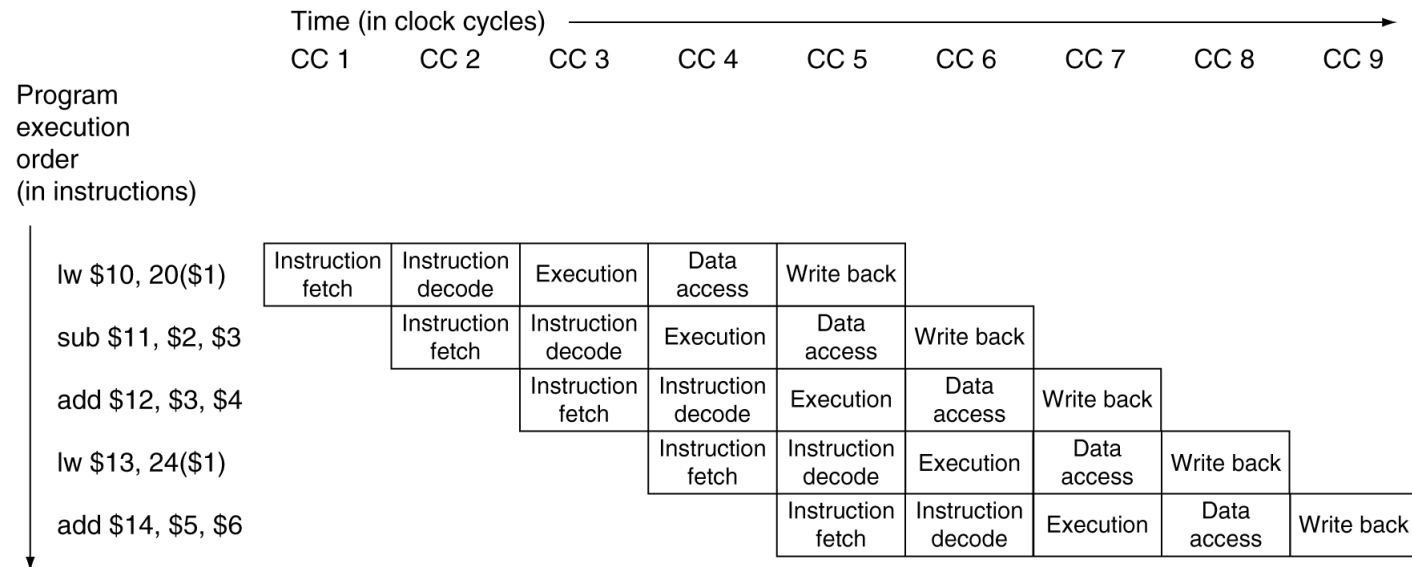 Time (in clock cycles)
CC 1 CC 2 CC 3 CC 4 CC 5 CC 6 CC 7 CC 8 CC 9
Program
execution
order
(in instructions)
lw $10, 20($1) Instruction fetch Instruction decode Execution Data access Write back
sub $11, $2, $3 Instruction fetch Instruction decode Execution Data access Write back
add $12, $3, $4 Instruction fetch Instruction decode Execution Data access Write back
lw $13, 24($1) Instruction fetch Instruction decode Execution Data access Write back
add $14, $5, $6 Instruction fetch Instruction decode Execution Data access Write back